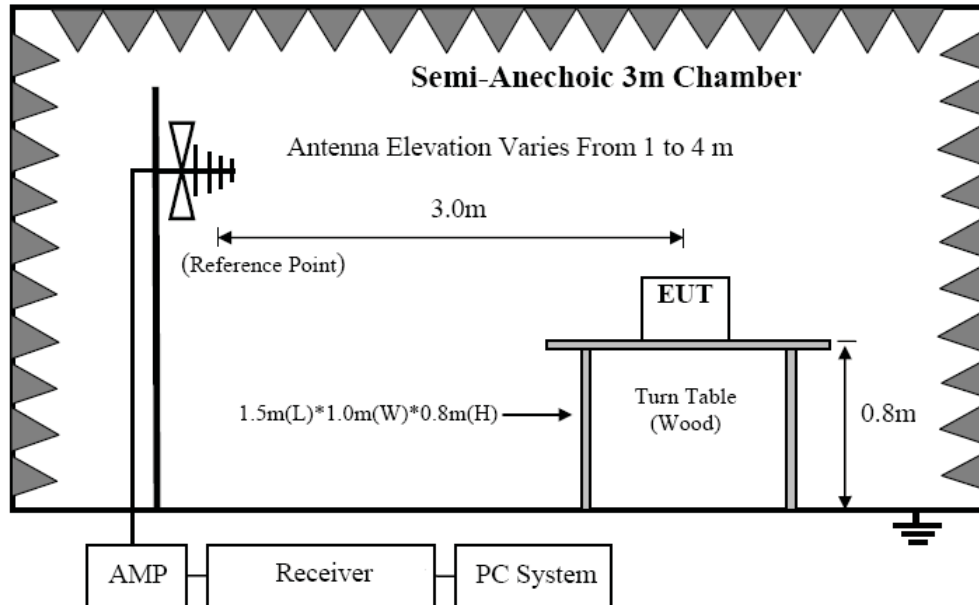 Semi-Anechoic 3m Chamber
Antenna Elevation Varies From 1 to 4 m
3.0m
(Reference Point)
EUT
1.5m(L)*1.0m(W)*0.8m(H)
Turn Table
(Wood)
0.8m
AMP
Receiver
PC System